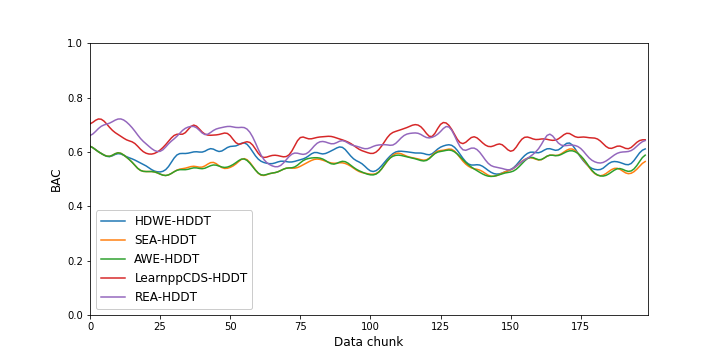 1.0
0.8
0.6
0.4
0.2
0.0
BAC
HDWE-HDDT
SEA-HDDT
AWE-HDDT
LearnppCDS-HDDT
REA-HDDT
0 25 50 75 100 125 150 175
Data chunk